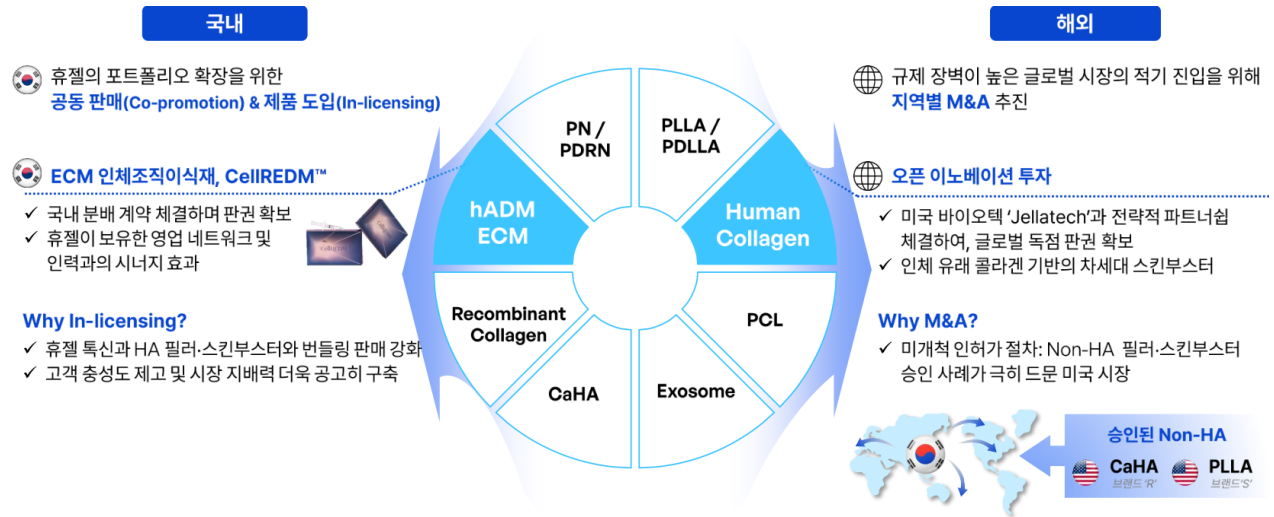 국내
휴젤의 포트폴리오 확장을 위한
공동 판매(Co-promotion) & 제품 도입(In-licensing)
ECM 인체조직이식재, CellREDM™
✓ 국내 분배 계약 체결하며 판권 확보
✓ 휴젤이 보유한 영업 네트워크 및
인력과의 시너지 효과
Why In-licensing?
✓ 휴젤 톡신과 HA 필러·스킨부스터와 번들링 판매 강화
✓ 고객 충성도 제고 및 시장 지배력 더욱 공고히 구축
PN /
PDRN
PLLA /
PDLLA
hADM
ECM
Human
Collagen
Recombinant
Collagen
PCL
CaHA
Exosome
해외
규제 장벽이 높은 글로벌 시장의 적기 진입을 위해
지역별 M&A 추진
오픈 이노베이션 투자
✓ 미국 바이오텍 ‘Jellatech’과 전략적 파트너쉽
체결하여, 글로벌 독점 판권 확보
✓ 인체 유래 콜라겐 기반의 차세대 스킨부스터
Why M&A?
✓ 미개척 인허가 절차: Non-HA 필러·스킨부스터
승인 사례가 극히 드문 미국 시장
승인된 Non-HA
CaHA
브랜드 ‘R’
PLLA
브랜드‘S’